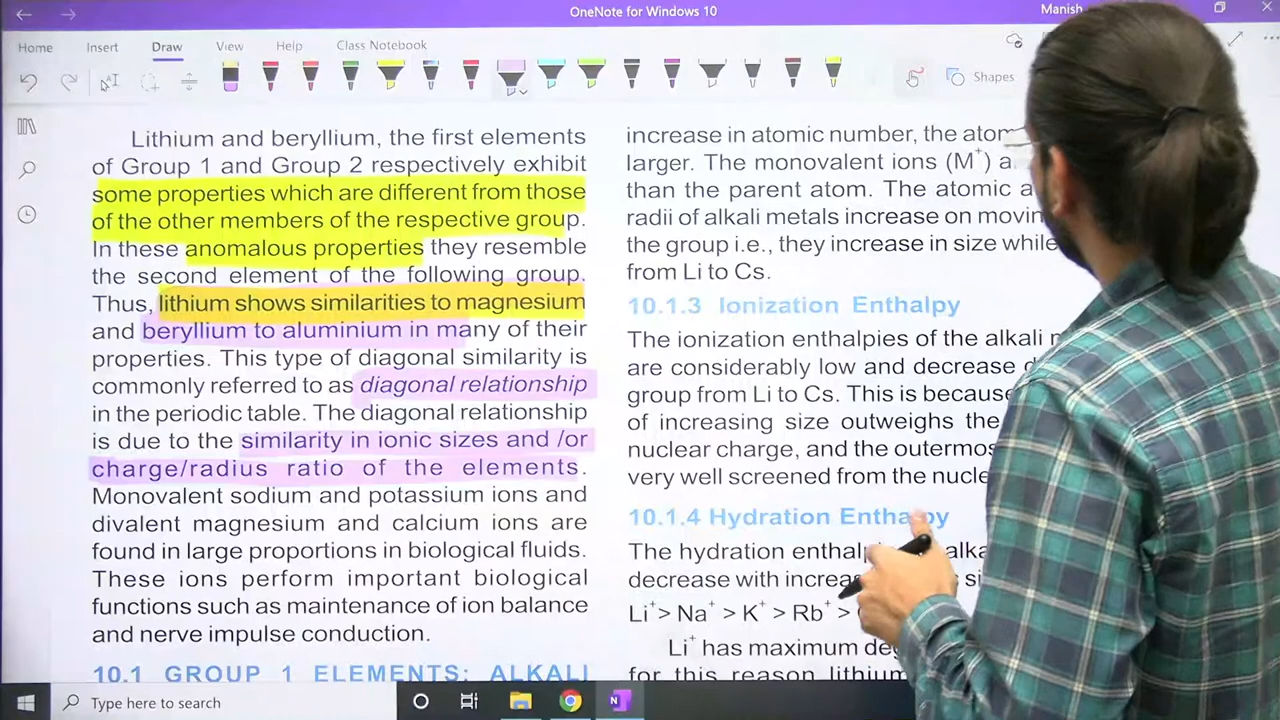 OneNote for Windows 10
Manish
Home Insert Draw View Help Class Notebook
Shapes
Lithium and beryllium, the first elements
of Group 1 and Group 2 respectively exhibit
some properties which are different from those
of the other members of the respective group.
In these anomalous properties they resemble
the second element of the following group.
Thus, lithium shows similarities to magnesium
and beryllium to aluminium in many of their
properties. This type of diagonal similarity is
commonly referred to as diagonal relationship
in the periodic table. The diagonal relationship
is due to the similarity in ionic sizes and /or
charge/radius ratio of the elements.
Monovalent sodium and potassium ions and
divalent magnesium and calcium ions are
found in large proportions in biological fluids.
These ions perform important biological
functions such as maintenance of ion balance
and nerve impulse conduction.
10.1 GROUP 1 ELEMENTS: ALKALI
increase in atomic number, the atom
larger. The monovalent ions (M⁺)
than the parent atom. The atomic
radii of alkali metals increase on
the group i.e., they increase in size while
from Li to Cs.
10.1.3 Ionization Enthalpy
The ionization enthalpies of the alkali
are considerably low and decrease
group from Li to Cs. This is because
of increasing size outweighs the
nuclear charge, and the
very well screened from the
10.1.4 Hydration Enthalpy
The hydration
decrease with
Li⁺> Na⁺ > K⁺ > Rb⁺ >
Li⁺ has maximum
for this reason lithium
Type here to search